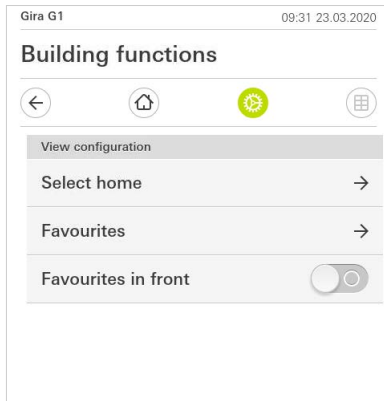 Gira G1 09:31 23.03.2020
Building functions
View configuration
Select home
Favourites
Favourites in front